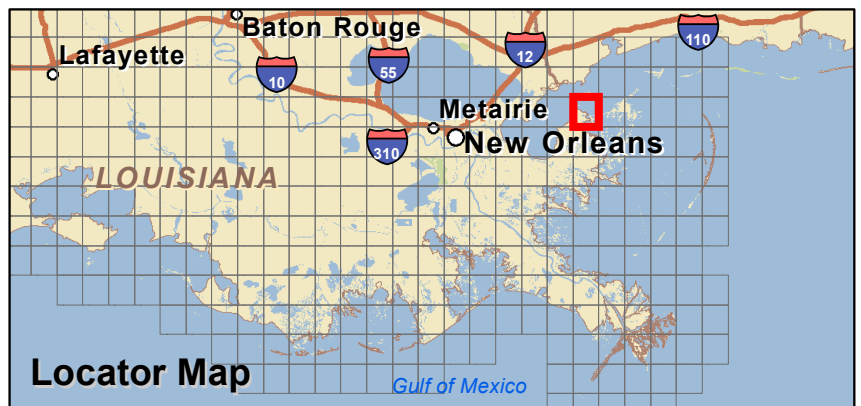 Baton Rouge
110
Lafayette
12
55
10
Metairie
New Orleans
310
LOUISIANA
Locator Map
Gulf of Mexico